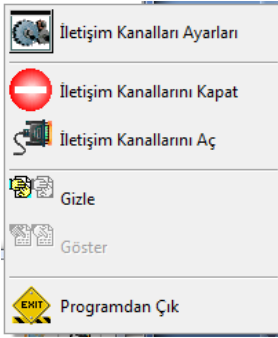 İletişim Kanalları Ayarları
İletişim Kanallarını Kapat
İletişim Kanallarını Aç
Gizle
Göster
EXIT
Programdan Çık